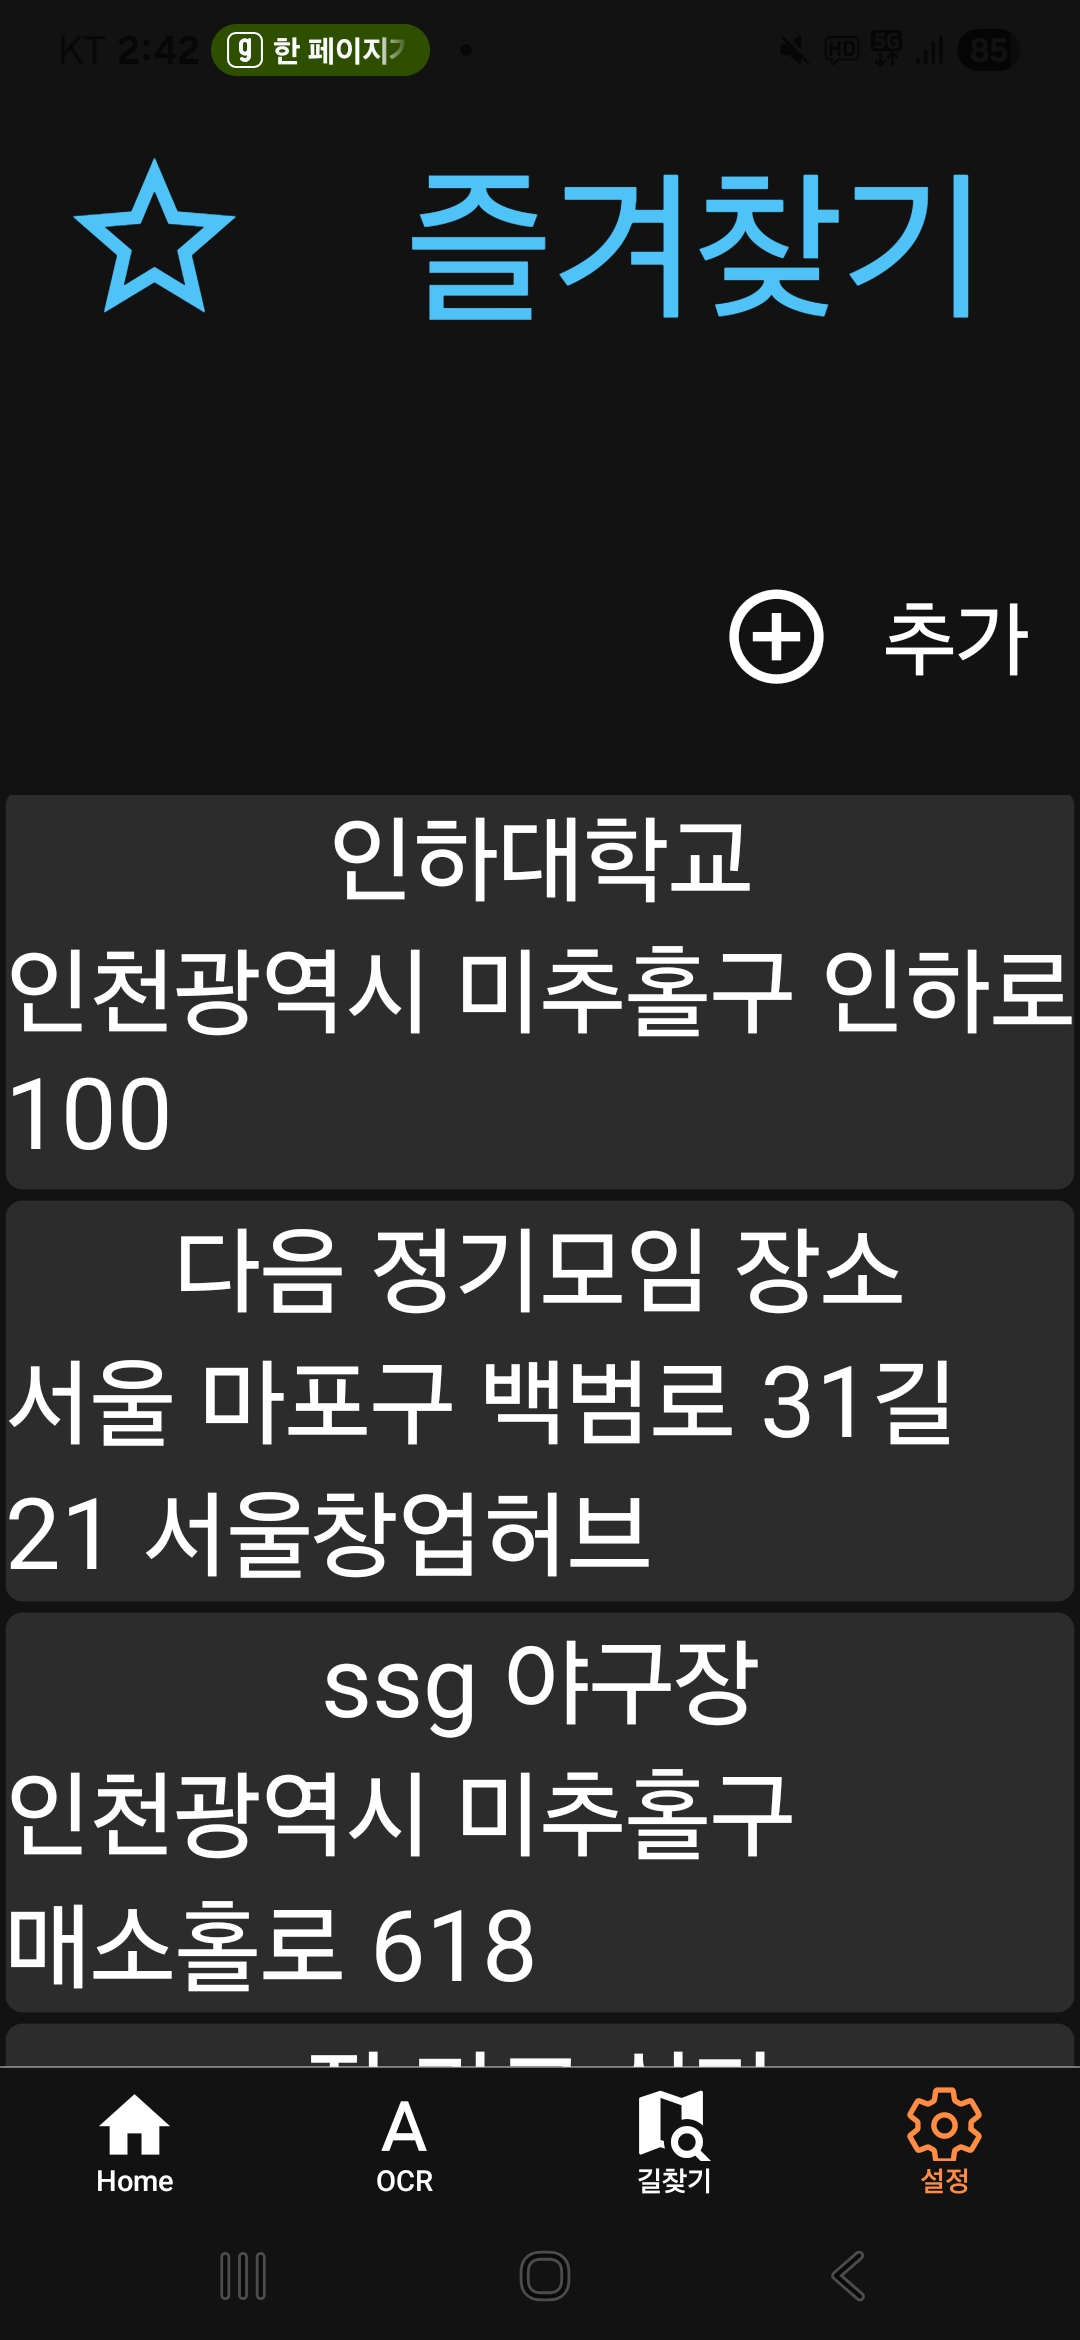 KT 2:42 g 한 페이지 HD 5G 85
즐겨찾기
추가
인하대학교
인천광역시 미추홀구 인하로
100
다음 정기모임 장소
서울 마포구 백범로 31길
21 서울창업허브
ssg 야구장
인천광역시 미추홀구
매소홀로 618
Home OCR 길찾기 설정